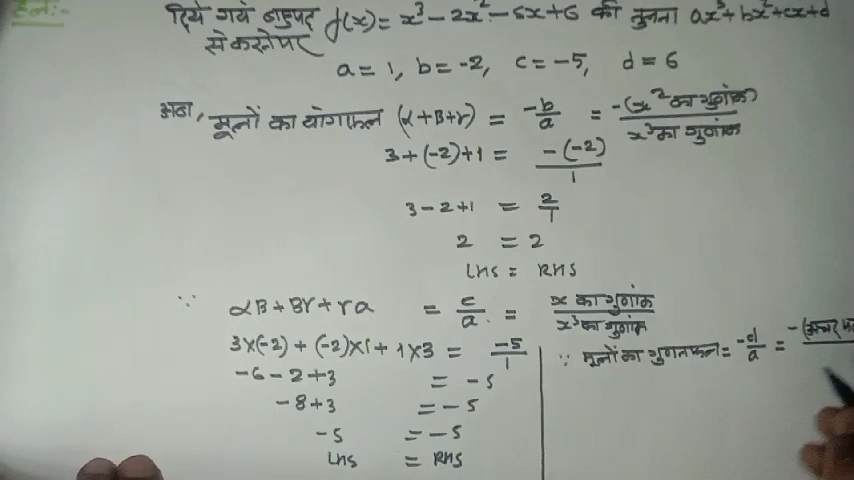 हल:-
दिये गये बहुपद f(x) = x³ - 2x² - 5x + 6 की तुलना ax³ + bx² + cx + d
से करने पर
a = 1, b = -2, c = -5, d = 6
अतः, मूलों का योगफल (α+β+γ) = -b/a = -(x² का गुणांक)/x³ का गुणांक
3 + (-2) + 1 = -(-2)/1
3 - 2 + 1 = 2/1
2 = 2
LHS = RHS
∵ αβ + βγ + γα = c/a = x का गुणांक/x³ का गुणांक
3×(-2) + (-2)×1 + 1×3 = -5/1
-6 - 2 + 3 = -5
-8 + 3 = -5
-5 = -5
LHS = RHS
∵ मूलों का गुणनफल = -d/a = -(अचर